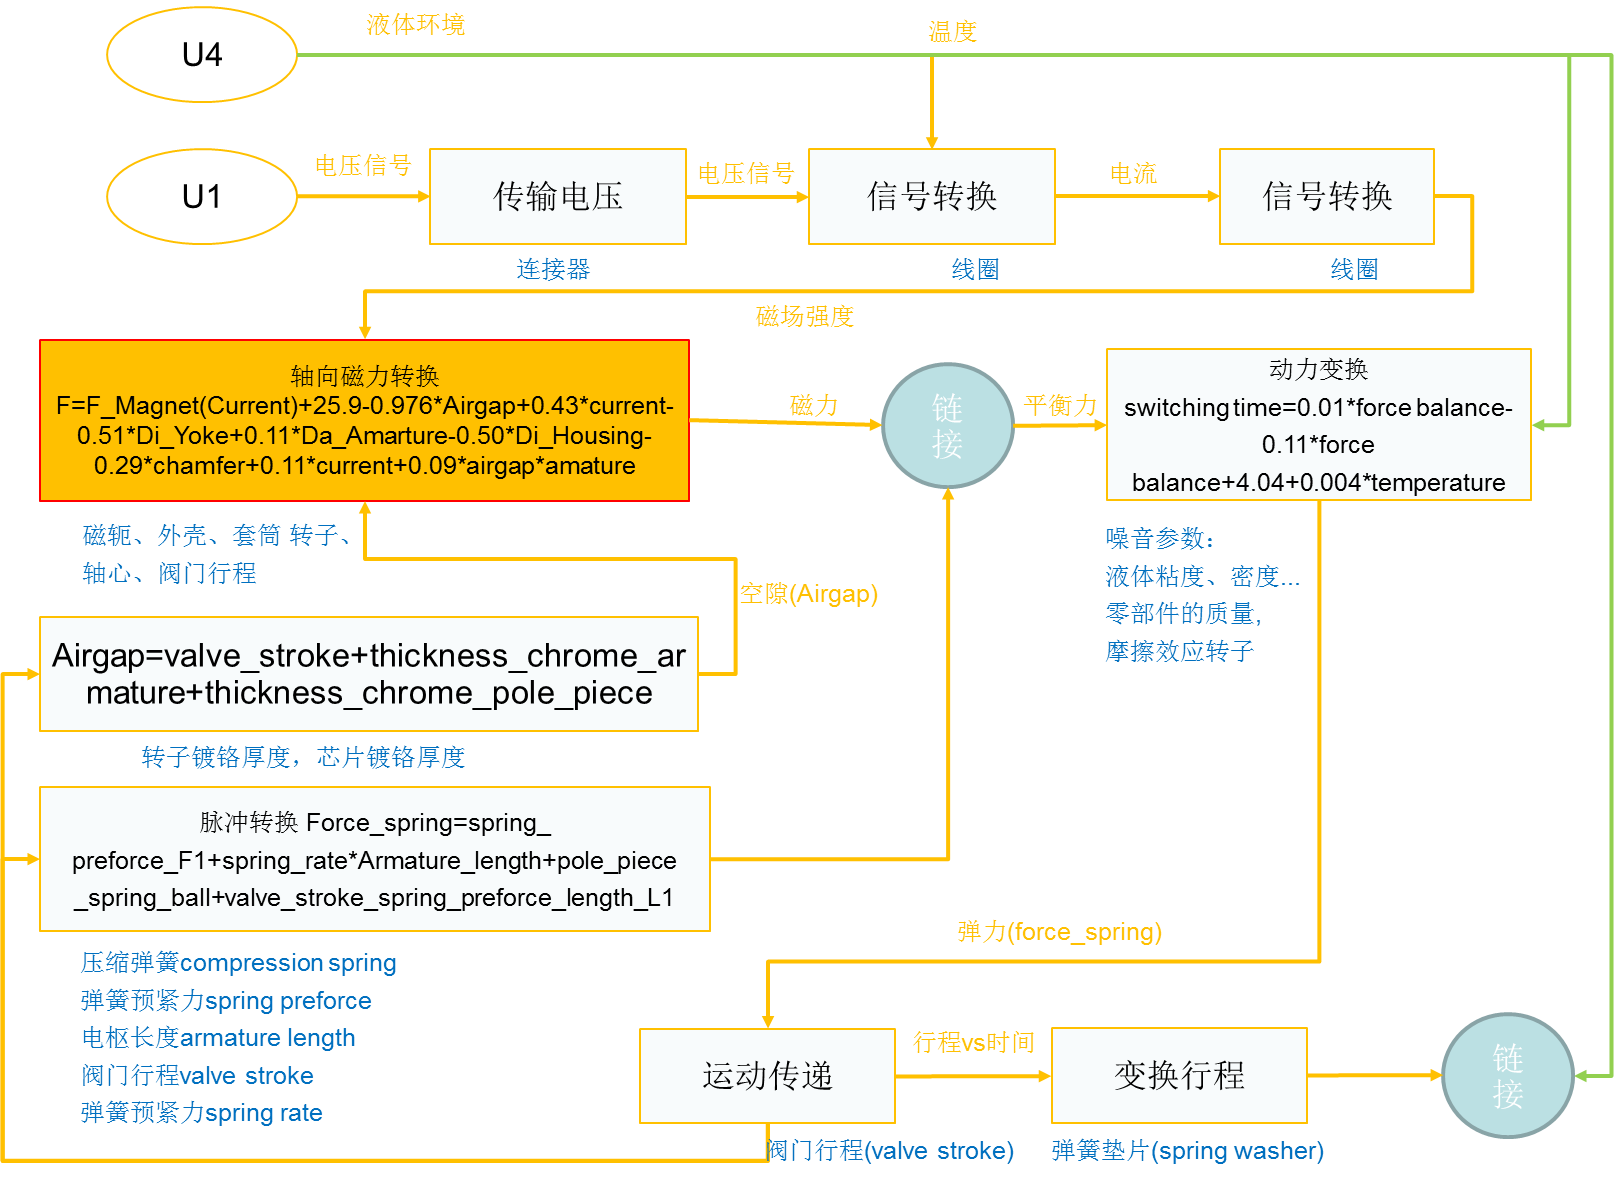 液体环境
温度
U4
电压信号
电压信号
电流
U1
传输电压
信号转换
信号转换
连接器
线圈
线圈
磁场强度
轴向磁力转换
F=F_Magnet(Current)+25.9-0.976*Airgap+0.43*current-
0.51*Di_Yoke+0.11*Da_Amarture-0.50*Di_Housing-
0.29*chamfer+0.11*current+0.09*airgap*amature
磁力
链
接
平衡力
动力变换
switching time=0.01*force balance-
0.11*force
balance+4.04+0.004*temperature
磁轭、外壳、套筒 转子、
轴心、阀门行程
噪音参数：
液体粘度、密度...
零部件的质量,
摩擦效应转子
空隙(Airgap)
Airgap=valve_stroke+thickness_chrome_ar
mature+thickness_chrome_pole_piece
转子镀铬厚度，芯片镀铬厚度
脉冲转换 Force_spring=spring_
preforce_F1+spring_rate*Armature_length+pole_piece
_spring_ball+valve_stroke_spring_preforce_length_L1
弹力(force_spring)
压缩弹簧compression spring
弹簧预紧力spring preforce
电枢长度armature length
阀门行程valve stroke
弹簧预紧力spring rate
运动传递
行程vs时间
变换行程
链
接
阀门行程(valve stroke)
弹簧垫片(spring washer)